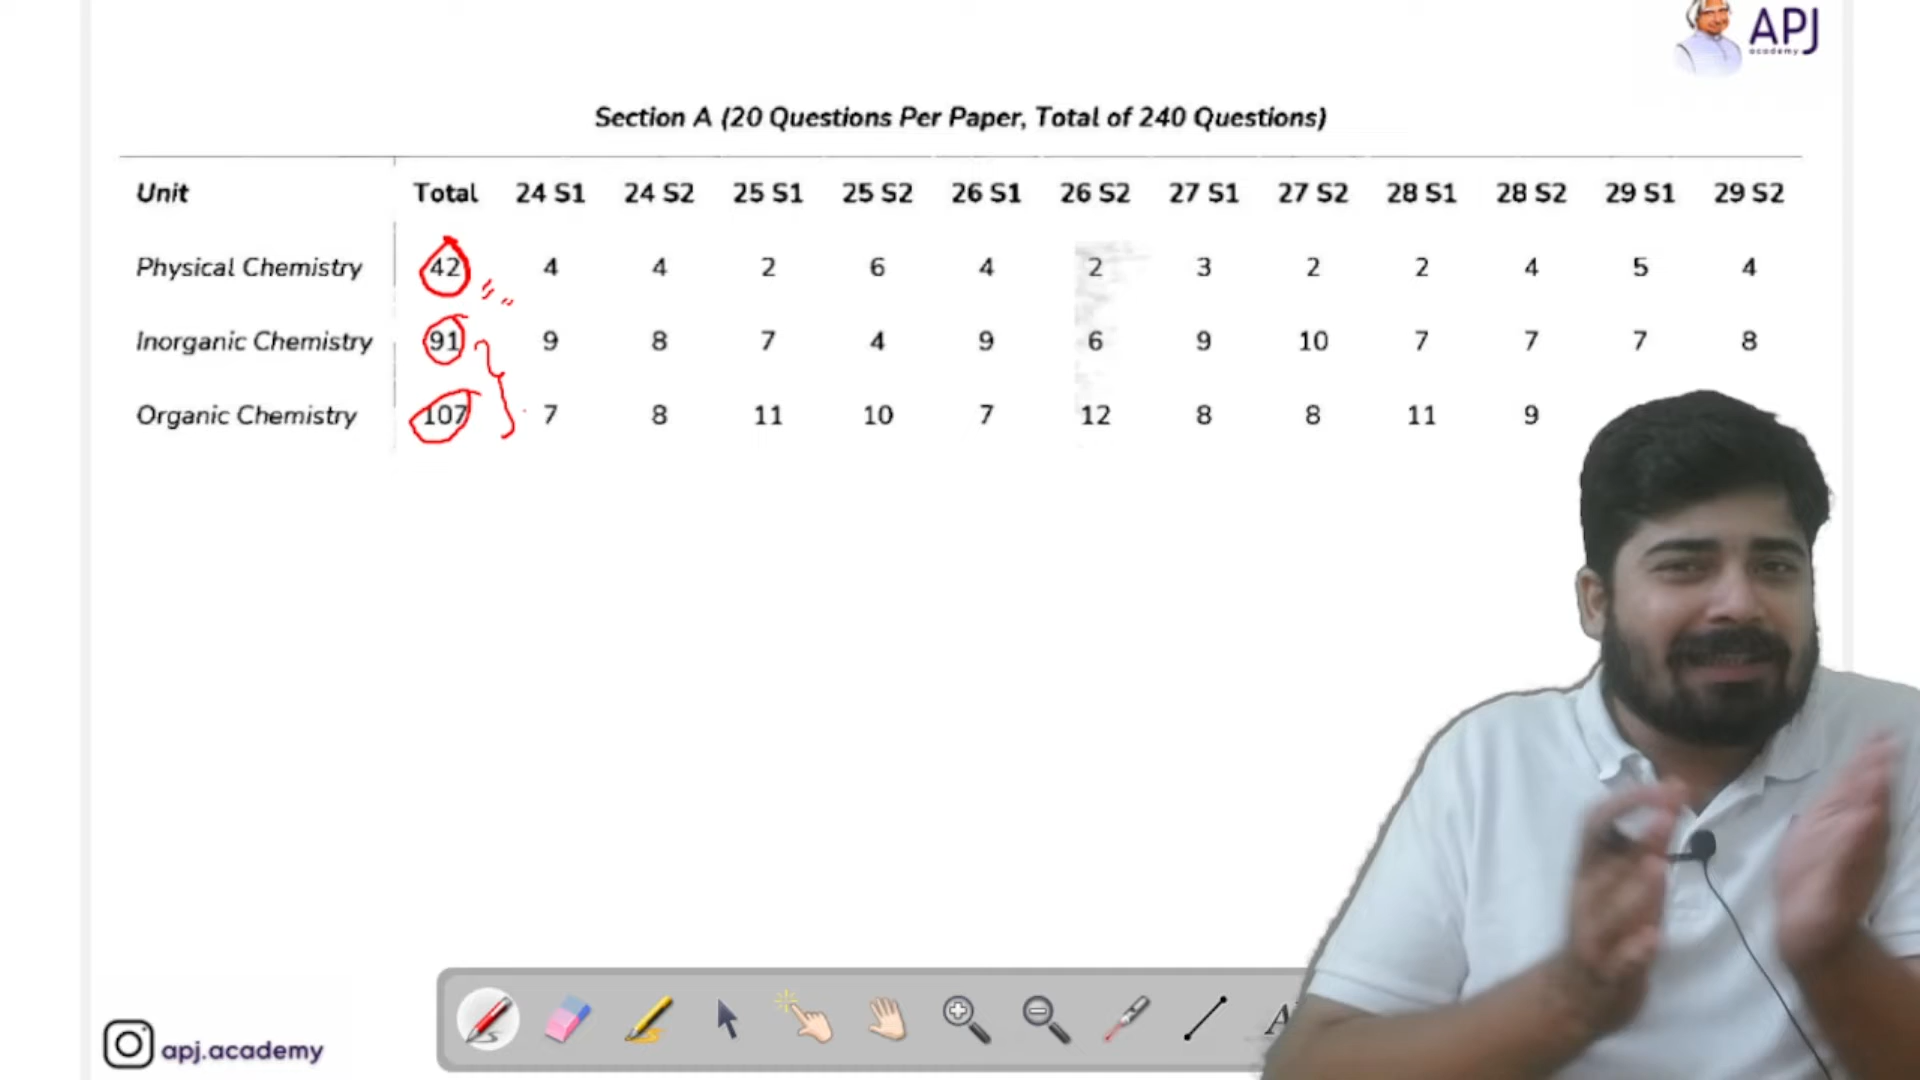 APJ
academy
Section A (20 Questions Per Paper, Total of 240 Questions)
Unit Total 24 S1 24 S2 25 S1 25 S2 26 S1 26 S2 27 S1 27 S2 28 S1 28 S2 29 S1 29 S2
Physical Chemistry 42 4 4 2 6 4 2 3 2 2 4 5 4
Inorganic Chemistry 91 9 8 7 4 9 6 9 10 7 7 7 8
Organic Chemistry 107 7 8 11 10 7 12 8 8 11 9
apj.academy
A